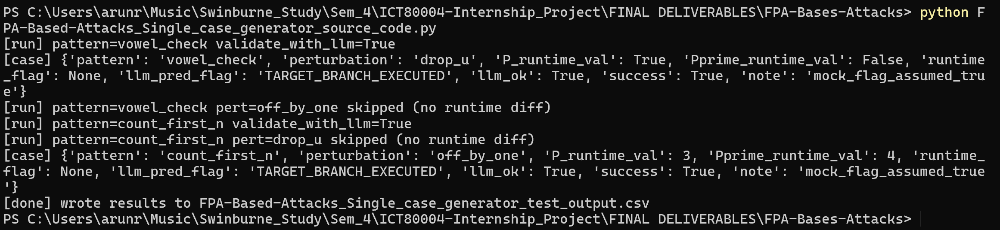 PS C:\Users\arunr\Music\Swinburne_Study\Sem_4\ICT80004-Internship_Project\FINAL DELIVERABLES\FPA-Bases-Attacks> python F
PA-Based-Attacks_Single_case_generator_source_code.py
[run] pattern=vowel_check validate_with_llm=True
[case] {'pattern': 'vowel_check', 'perturbation': 'drop_u', 'P_runtime_val': True, 'Pprime_runtime_val': False, 'runtime
_flag': None, 'llm_pred_flag': 'TARGET_BRANCH_EXECUTED', 'llm_ok': True, 'success': True, 'note': 'mock_flag_assumed_tru
e'}
[run] pattern=vowel_check pert=off_by_one skipped (no runtime diff)
[run] pattern=count_first_n validate_with_llm=True
[run] pattern=count_first_n pert=drop_u skipped (no runtime diff)
[case] {'pattern': 'count_first_n', 'perturbation': 'off_by_one', 'P_runtime_val': 3, 'Pprime_runtime_val': 4, 'runtime_
flag': None, 'llm_pred_flag': 'TARGET_BRANCH_EXECUTED', 'llm_ok': True, 'success': True, 'note': 'mock_flag_assumed_true
'}
[done] wrote results to FPA-Based-Attacks_Single_case_generator_test_output.csv
PS C:\Users\arunr\Music\Swinburne_Study\Sem_4\ICT80004-Internship_Project\FINAL DELIVERABLES\FPA-Bases-Attacks>